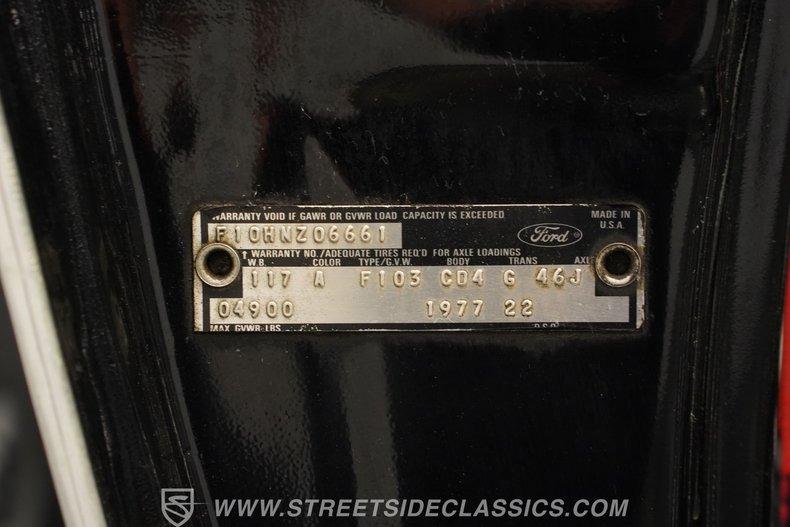 WARRANTY VOID IF GAWR OR GVWR LOAD CAPACITY IS EXCEEDED
MADE IN
U.S.A.
F10HNZ06661
Ford
↑ WARRANTY NO./ADEQUATE TIRES REQ'D FOR AXLE LOADINGS
W.B. COLOR TYPE/G.V.W. BODY TRANS AXLE
117 A F103 CD4 G 46J
04900 1977 22
MAX. GVWR-LBS D.S.O.
WWW.STREETSIDECLASSICS.COM